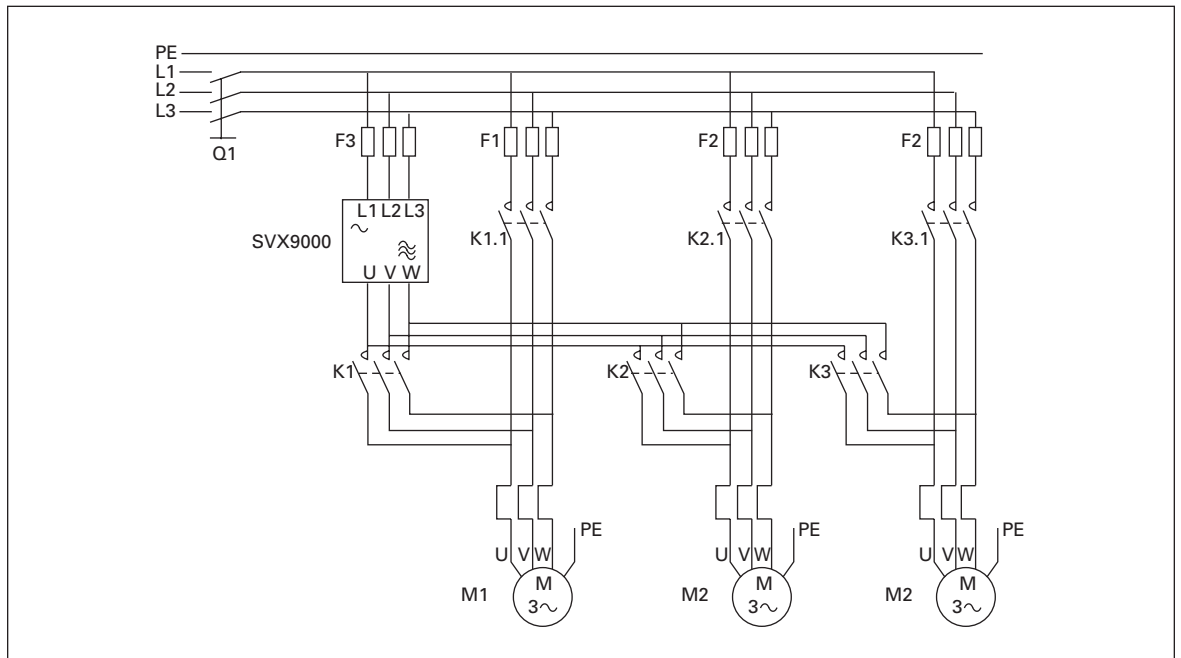 PE
L1
L2
L3
Q1
F3
F1
F2
F2
L1 L2 L3
SVX9000
U V W
K1.1
K2.1
K3.1
K1
K2
K3
PE
PE
PE
U V W
U V W
U V W
M1
M
3~
M2
M
3~
M2
M
3~